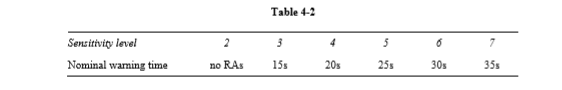 Table 4-2
Sensitivity level 2 3 4 5 6 7
Nominal warning time no RAs 15s 20s 25s 30s 35s